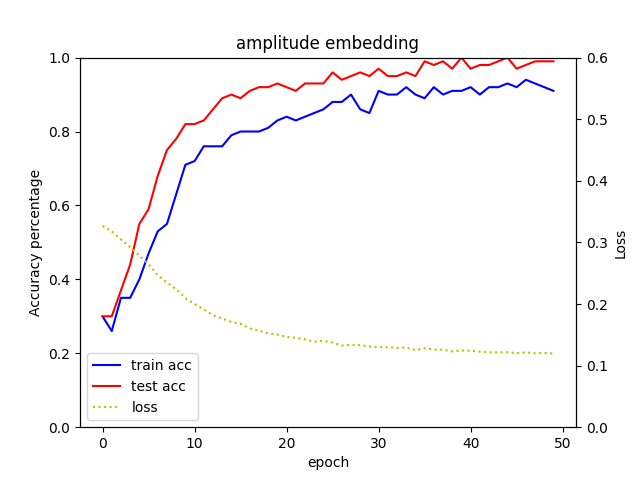 amplitude embedding
Accuracy percentage
1.0
0.8
0.6
0.4
0.2
0.0
0.6
0.5
0.4
0.3
0.2
0.1
0.0
Loss
train acc
test acc
loss
0 10 20 30 40 50
epoch